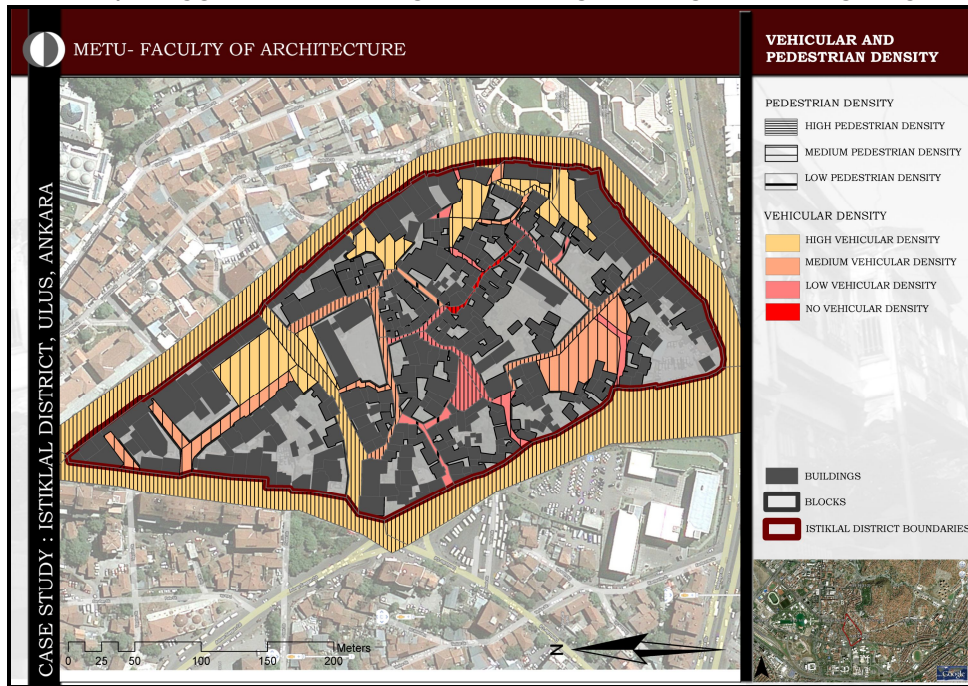 METU- FACULTY OF ARCHITECTURE
CASE STUDY : ISTIKLAL DISTRICT, ULUS, ANKARA
VEHICULAR AND
PEDESTRIAN DENSITY
PEDESTRIAN DENSITY
HIGH PEDESTRIAN DENSITY
MEDIUM PEDESTRIAN DENSITY
LOW PEDESTRIAN DENSITY
VEHICULAR DENSITY
HIGH VEHICULAR DENSITY
MEDIUM VEHICULAR DENSITY
LOW VEHICULAR DENSITY
NO VEHICULAR DENSITY
BUILDINGS
BLOCKS
ISTIKLAL DISTRICT BOUNDARIES
Meters
0 25 50 100 150 200
N
Google